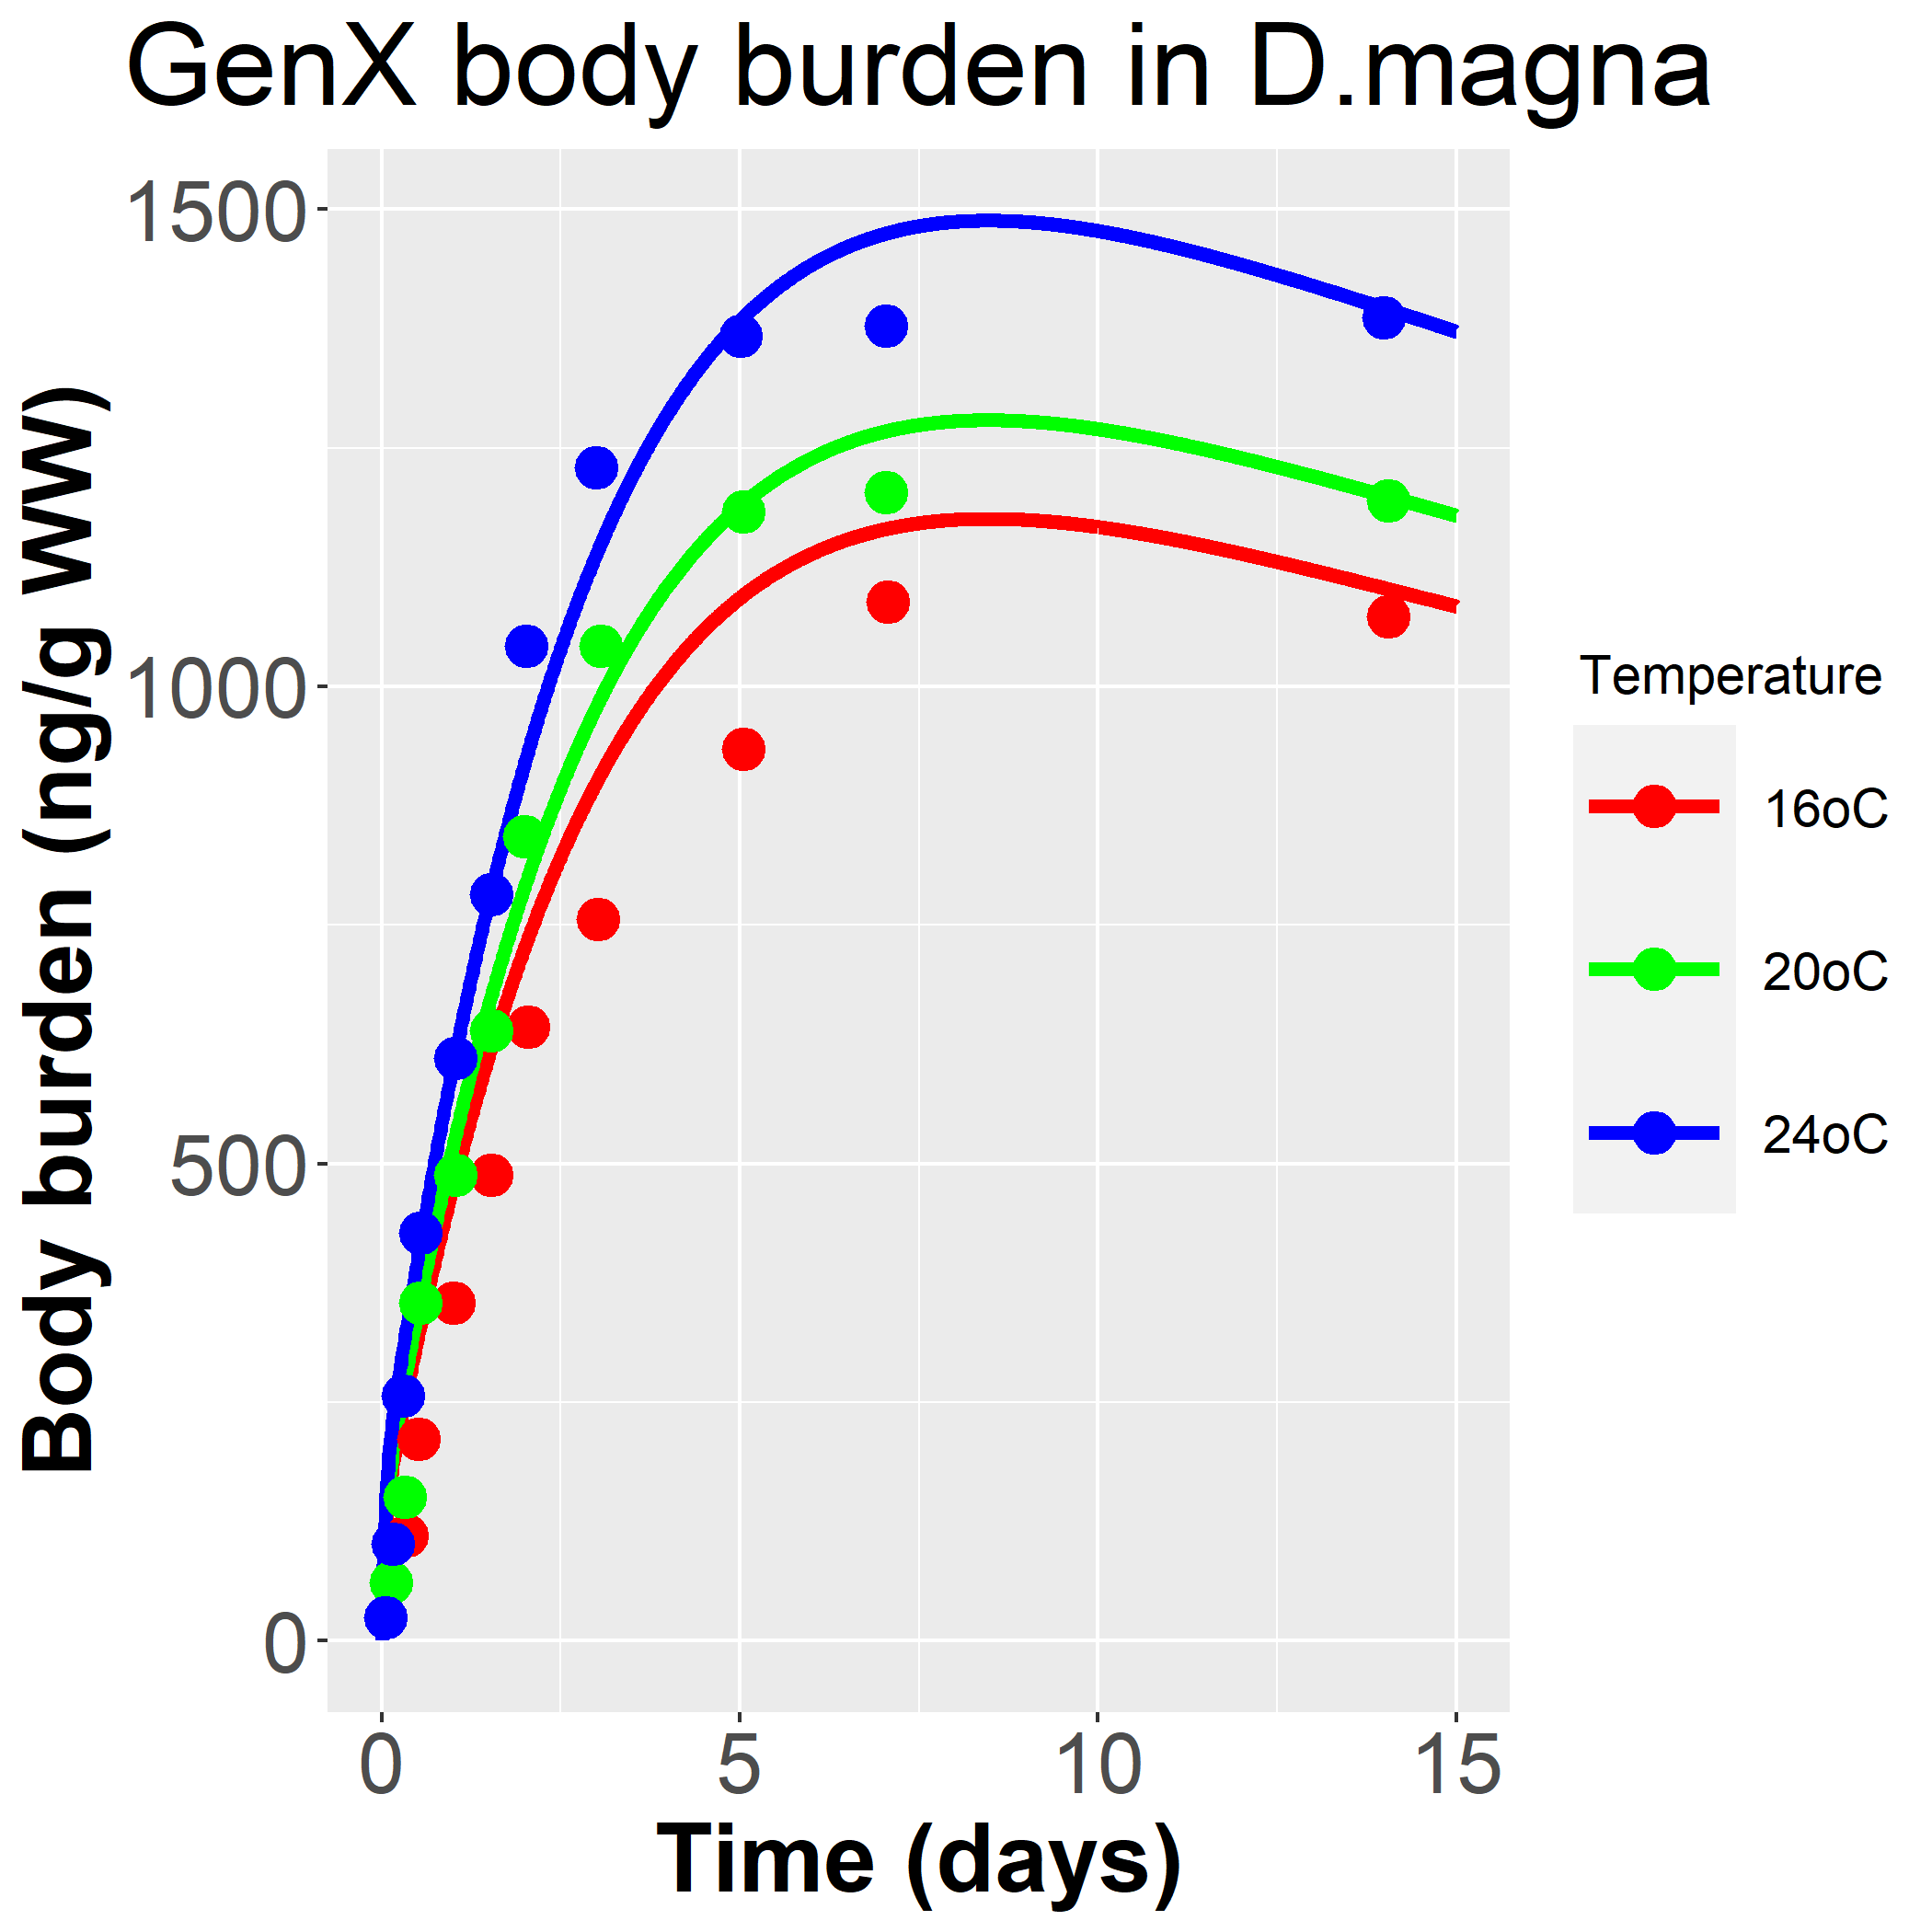 GenX body burden in D.magna
1500
1000
500
0
Body burden (ng/g WW)
0 5 10 15
Time (days)
Temperature
16oC
20oC
24oC